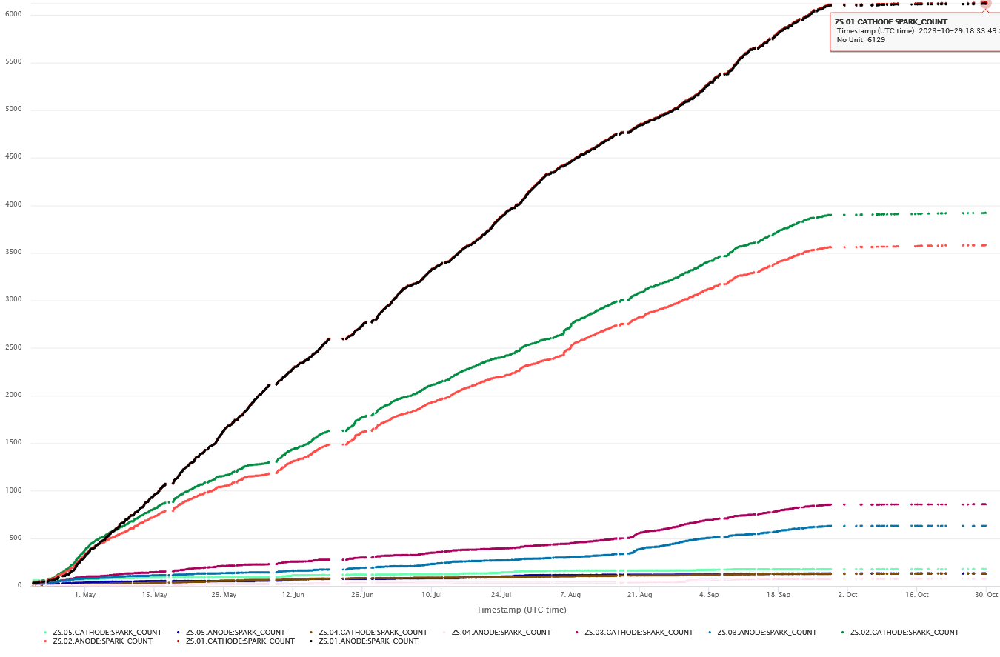 6000
5500
5000
4500
4000
3500
3000
2500
2000
1500
1000
500
0
ZS.01.CATHODE:SPARK_COUNT
Timestamp (UTC time): 2023-10-29 18:33:49.
No Unit: 6129
1. May 15. May 29. May 12. Jun 26. Jun 10. Jul 24. Jul 7. Aug 21. Aug 4. Sep 18. Sep 2. Oct 16. Oct 30. Oct
Timestamp (UTC time)
ZS.05.CATHODE:SPARK_COUNT ZS.05.ANODE:SPARK_COUNT ZS.04.CATHODE:SPARK_COUNT ZS.04.ANODE:SPARK_COUNT ZS.03.CATHODE:SPARK_COUNT ZS.03.ANODE:SPARK_COUNT ZS.02.CATHODE:SPARK_COUNT
ZS.02.ANODE:SPARK_COUNT ZS.01.CATHODE:SPARK_COUNT ZS.01.ANODE:SPARK_COUNT